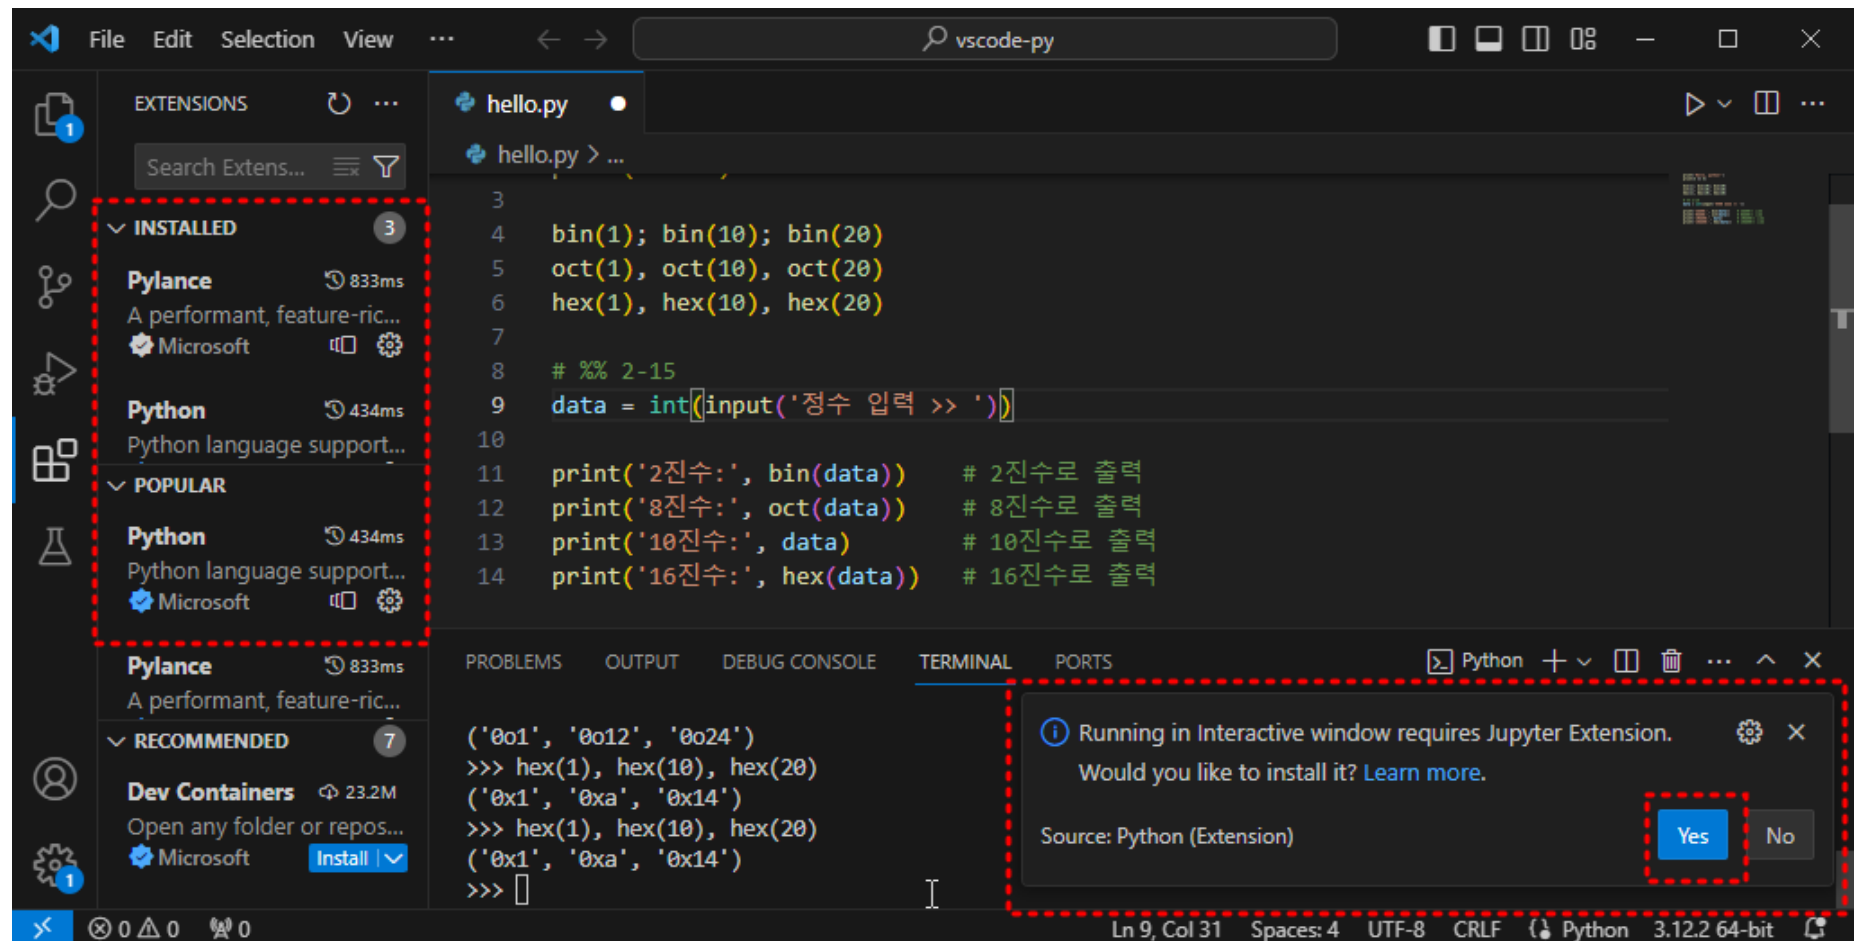 File Edit Selection View ... vscode-py
EXTENSIONS
Search Extens...
INSTALLED 3
Pylance 833ms
A performant, feature-ric...
Microsoft
Python 434ms
Python language support...
POPULAR
Python 434ms
Python language support...
Microsoft
Pylance 833ms
A performant, feature-ric...
RECOMMENDED 7
Dev Containers 23.2M
Open any folder or repos...
Microsoft Install
1
1
hello.py
hello.py > ...
3
4 bin(1); bin(10); bin(20)
5 oct(1), oct(10), oct(20)
6 hex(1), hex(10), hex(20)
7
8 # %% 2-15
9 data = int(input('정수 입력 >> '))
10
11 print('2진수:', bin(data)) # 2진수로 출력
12 print('8진수:', oct(data)) # 8진수로 출력
13 print('10진수:', data) # 10진수로 출력
14 print('16진수:', hex(data)) # 16진수로 출력
PROBLEMS OUTPUT DEBUG CONSOLE TERMINAL PORTS Python
('0o1', '0o12', '0o24')
>>> hex(1), hex(10), hex(20)
('0x1', '0xa', '0x14')
>>> hex(1), hex(10), hex(20)
('0x1', '0xa', '0x14')
>>>
Running in Interactive window requires Jupyter Extension.
Would you like to install it? Learn more.
Source: Python (Extension) Yes No
0 0 0 Ln 9, Col 31 Spaces: 4 UTF-8 CRLF Python 3.12.2 64-bit